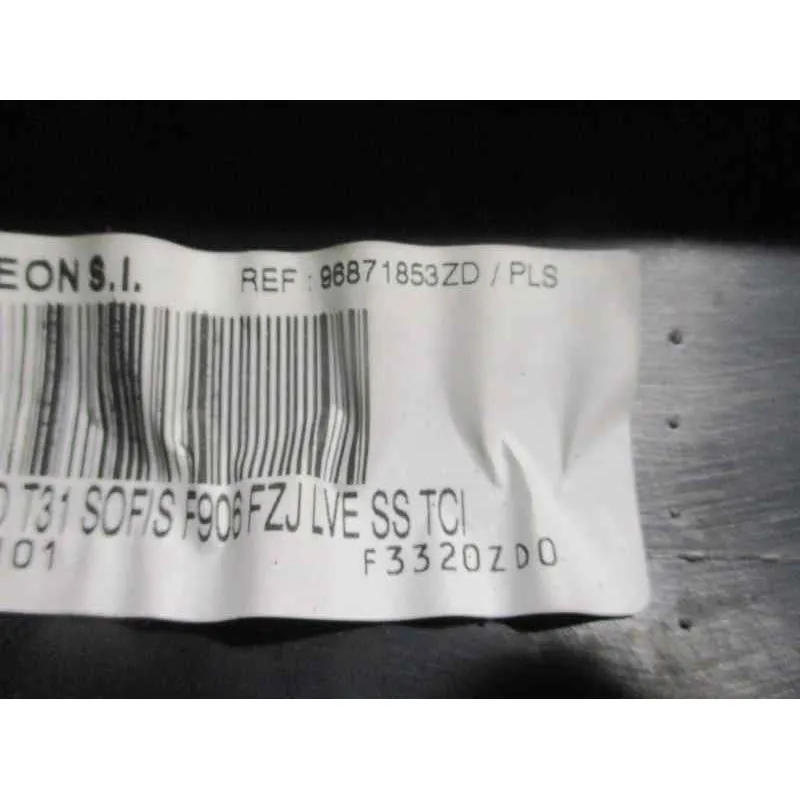 EON S.I. REF : 96871853ZD / PLS
T31 SOF/S F906 FZJ LVE SS TCI
101 F3320ZD0